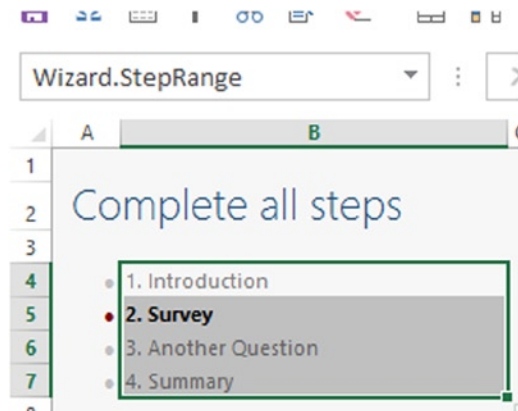 Wizard.StepRange
A B
1
2 Complete all steps
3
4 • 1. Introduction
5 • 2. Survey
6 • 3. Another Question
7 • 4. Summary